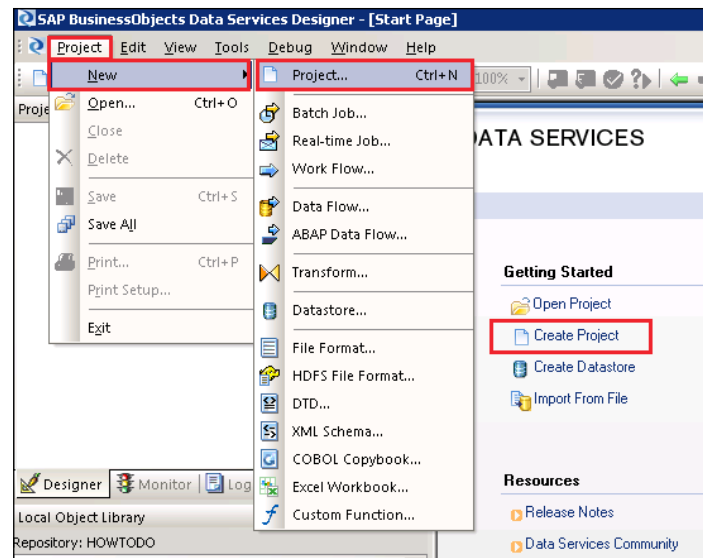 SAP BusinessObjects Data Services Designer - [Start Page]
Project Edit View Tools Debug Window Help
New
Open... Ctrl+O
Close
Delete
Save Ctrl+S
Save All
Print... Ctrl+P
Print Setup...
Exit
Project... Ctrl+N
Batch Job...
Real-time Job...
Work Flow...
Data Flow...
ABAP Data Flow...
Transform...
Datastore...
File Format...
HDFS File Format...
DTD...
XML Schema...
COBOL Copybook...
Excel Workbook...
Custom Function...
100%
DATA SERVICES
Getting Started
Open Project
Create Project
Create Datastore
Import From File
Resources
Release Notes
Data Services Community
Designer Monitor Log
Local Object Library
Repository: HOWTODO